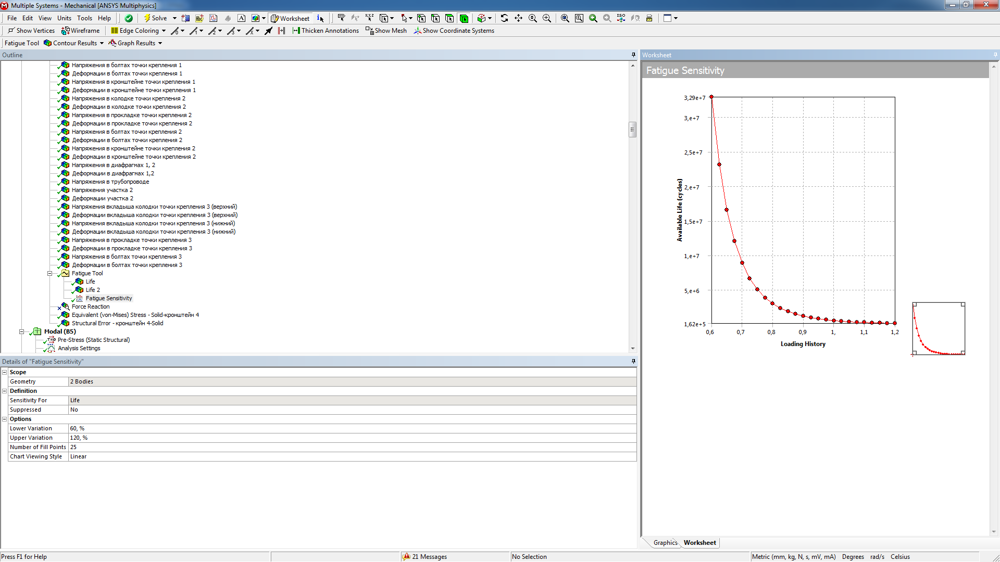 Multiple Systems - Mechanical [ANSYS Multiphysics]
File Edit View Units Tools Help Solve Worksheet
Show Vertices Wireframe Edge Coloring Thicken Annotations Show Mesh Show Coordinate Systems
Fatigue Tool Contour Results Graph Results
Outline
Напряжения в болтах точки крепления 1
Деформации в болтах точки крепления 1
Напряжения в кронштейне точки крепления 1
Деформации в кронштейне точки крепления 1
Напряжения в колодке точки крепления 2
Деформации в колодке точки крепления 2
Напряжения в прокладке точки крепления 2
Деформации в прокладке точки крепления 2
Напряжения в болтах точки крепления 2
Деформации в болтах точки крепления 2
Напряжения в кронштейне точки крепления 2
Деформации в кронштейне точки крепления 2
Напряжения в диафрагмах 1, 2
Деформации в диафрагмах 1,2
Напряжения в трубопроводе
Напряжения участка 2
Деформации участка 2
Напряжения вкладыша колодки точки крепления 3 (верхний)
Деформации вкладыша колодки точки крепления 3 (верхний)
Напряжения вкладыша колодки точки крепления 3 (нижний)
Деформации вкладыша колодки точки крепления 3 (нижний)
Напряжения в прокладке точки крепления 3
Деформации в прокладке точки крепления 3
Напряжения в болтах точки крепления 3
Деформации в болтах точки крепления 3
Fatigue Tool
Life
Life 2
Fatigue Sensitivity
Force Reaction
Equivalent (von-Mises) Stress - Solid-кронштейн 4
Structural Error - кронштейн 4-Solid
Modal (B5)
Pre-Stress (Static Structural)
Analysis Settings
Details of "Fatigue Sensitivity"
Scope
Geometry 2 Bodies
Definition
Sensitivity For Life
Suppressed No
Options
Lower Variation 60, %
Upper Variation 120, %
Number of Fill Points 25
Chart Viewing Style Linear
Worksheet
Fatigue Sensitivity
3,29e+7
3,e+7
2,5e+7
2,e+7
1,5e+7
1,e+7
5,e+6
1,62e+5
Available Life (cycles)
0,6 0,7 0,8 0,9 1, 1,1 1,2
Loading History
Graphics Worksheet
Press F1 for Help 21 Messages No Selection Metric (mm, kg, N, s, mV, mA) Degrees rad/s Celsius